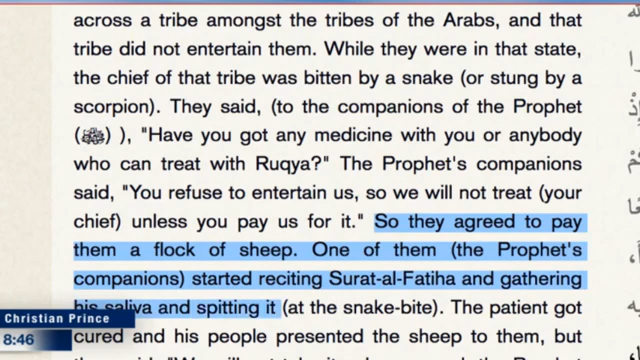 across a tribe amongst the tribes of the Arabs, and that
tribe did not entertain them. While they were in that state,
the chief of that tribe was bitten by a snake (or stung by a
scorpion). They said, (to the companions of the Prophet
(ﷺ) ), "Have you got any medicine with you or anybody
who can treat with Ruqya?" The Prophet's companions
said, "You refuse to entertain us, so we will not treat (your
chief) unless you pay us for it." So they agreed to pay
them a flock of sheep. One of them (the Prophet's
companions) started reciting Surat-al-Fatiha and gathering
his saliva and spitting it (at the snake-bite). The patient got
cured and his people presented the sheep to them, but
Christian Prince
8:46